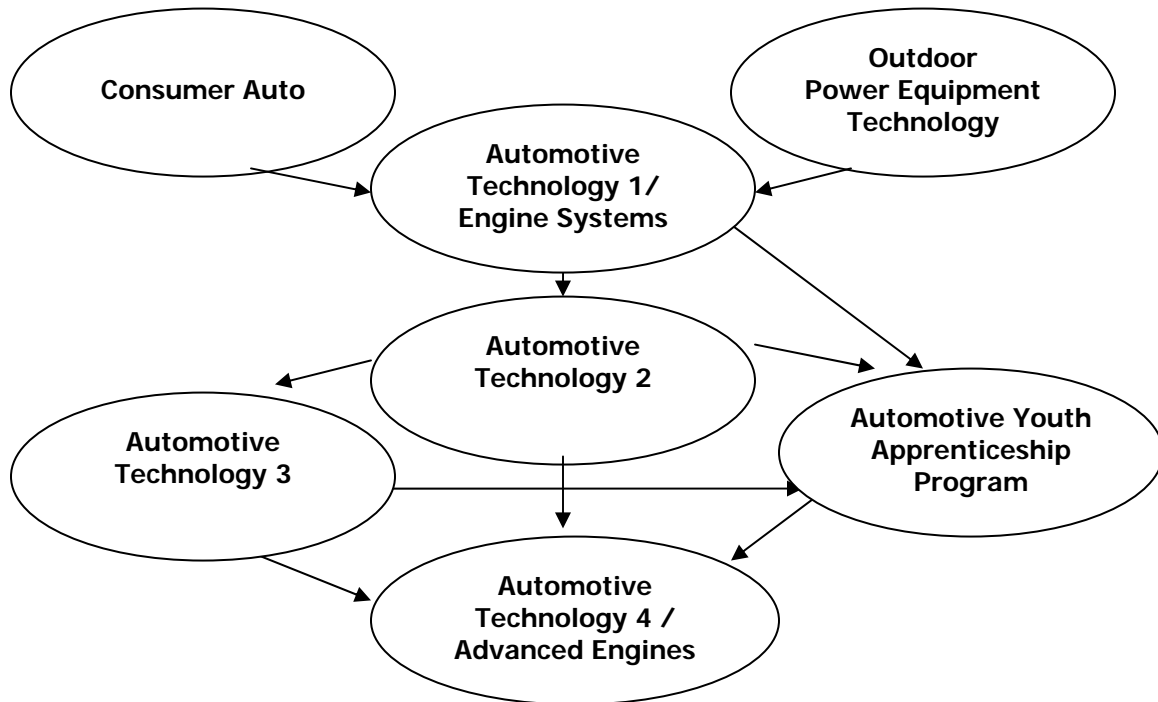 Consumer Auto
Outdoor
Power Equipment
Technology
Automotive
Technology 1/
Engine Systems
Automotive
Technology 2
Automotive
Technology 3
Automotive Youth
Apprenticeship
Program
Automotive
Technology 4 /
Advanced Engines